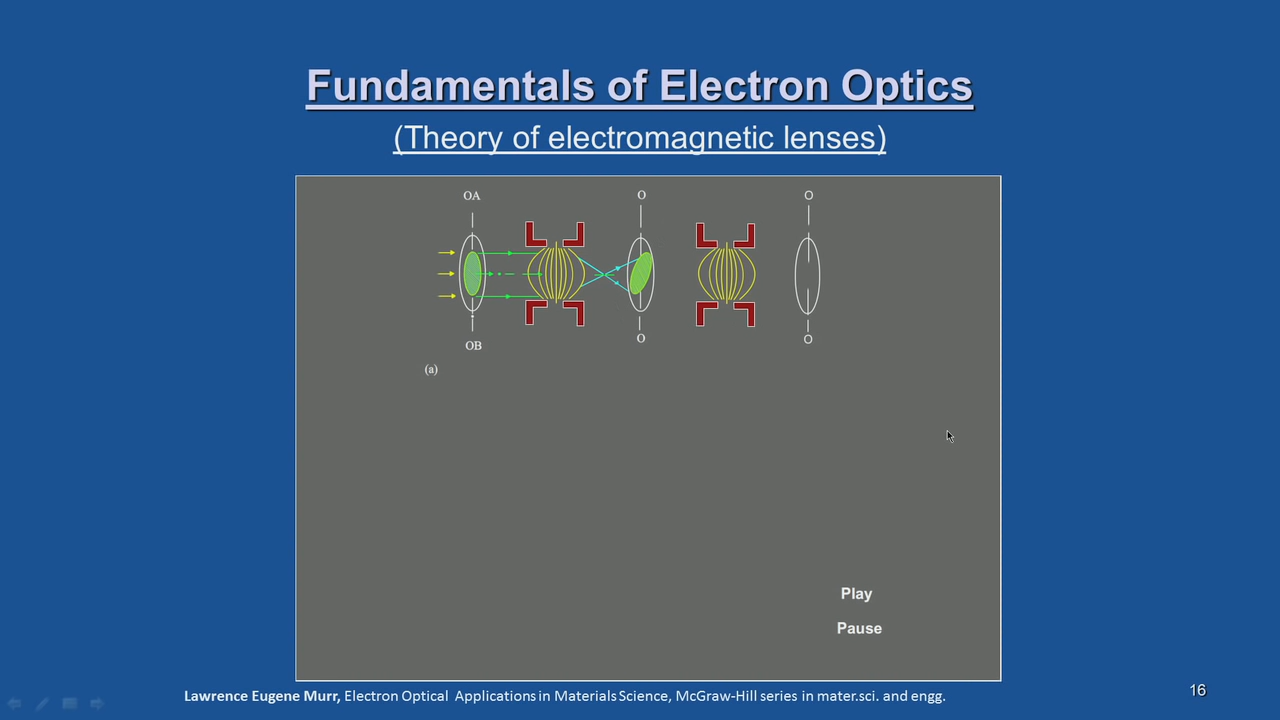 Fundamentals of Electron Optics
(Theory of electromagnetic lenses)
OA
O
O
OB
O
O
(a)
Play
Pause
Lawrence Eugene Murr, Electron Optical Applications in Materials Science, McGraw-Hill series in mater.sci. and engg.
16